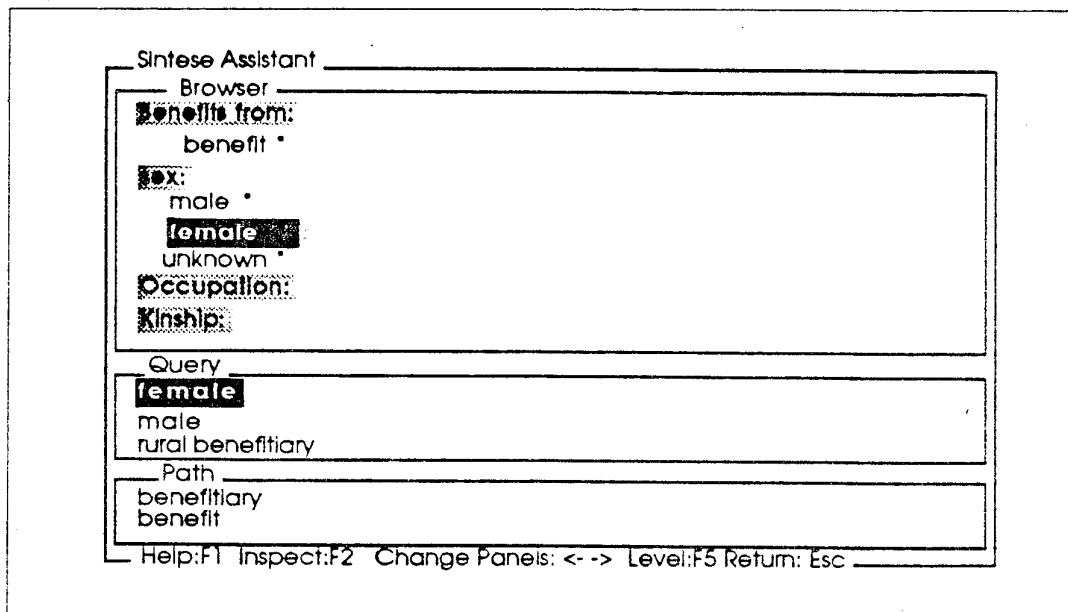 Sintese Assistant
Browser
Benefits from:
benefit *
Sex:
male *
female
unknown *
Occupation:
Kinship:
Query
female
male
rural benefitiary
Path
benefitiary
benefit
Help:F1 Inspect:F2 Change Panels: <- -> Level:F5 Return: Esc